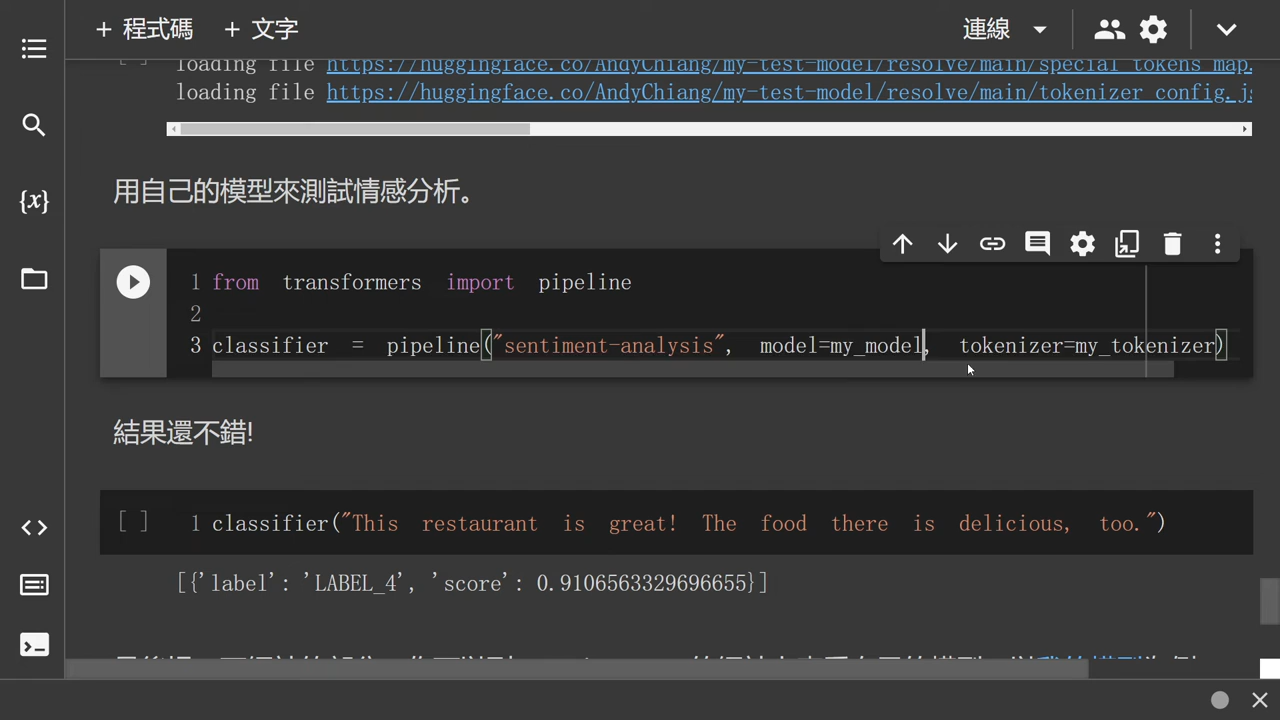 + 程式碼 + 文字 連線
[ ] loading file https://huggingface.co/AndyChiang/my-test-model/resolve/main/special_tokens_map.
loading file https://huggingface.co/AndyChiang/my-test-model/resolve/main/tokenizer_config.js
用自己的模型來測試情感分析。
1 from transformers import pipeline
2
3 classifier = pipeline("sentiment-analysis", model=my_model, tokenizer=my_tokenizer)
結果還不錯!
[ ] 1 classifier("This restaurant is great! The food there is delicious, too.")
[{'label': 'LABEL_4', 'score': 0.9106563329696655}]